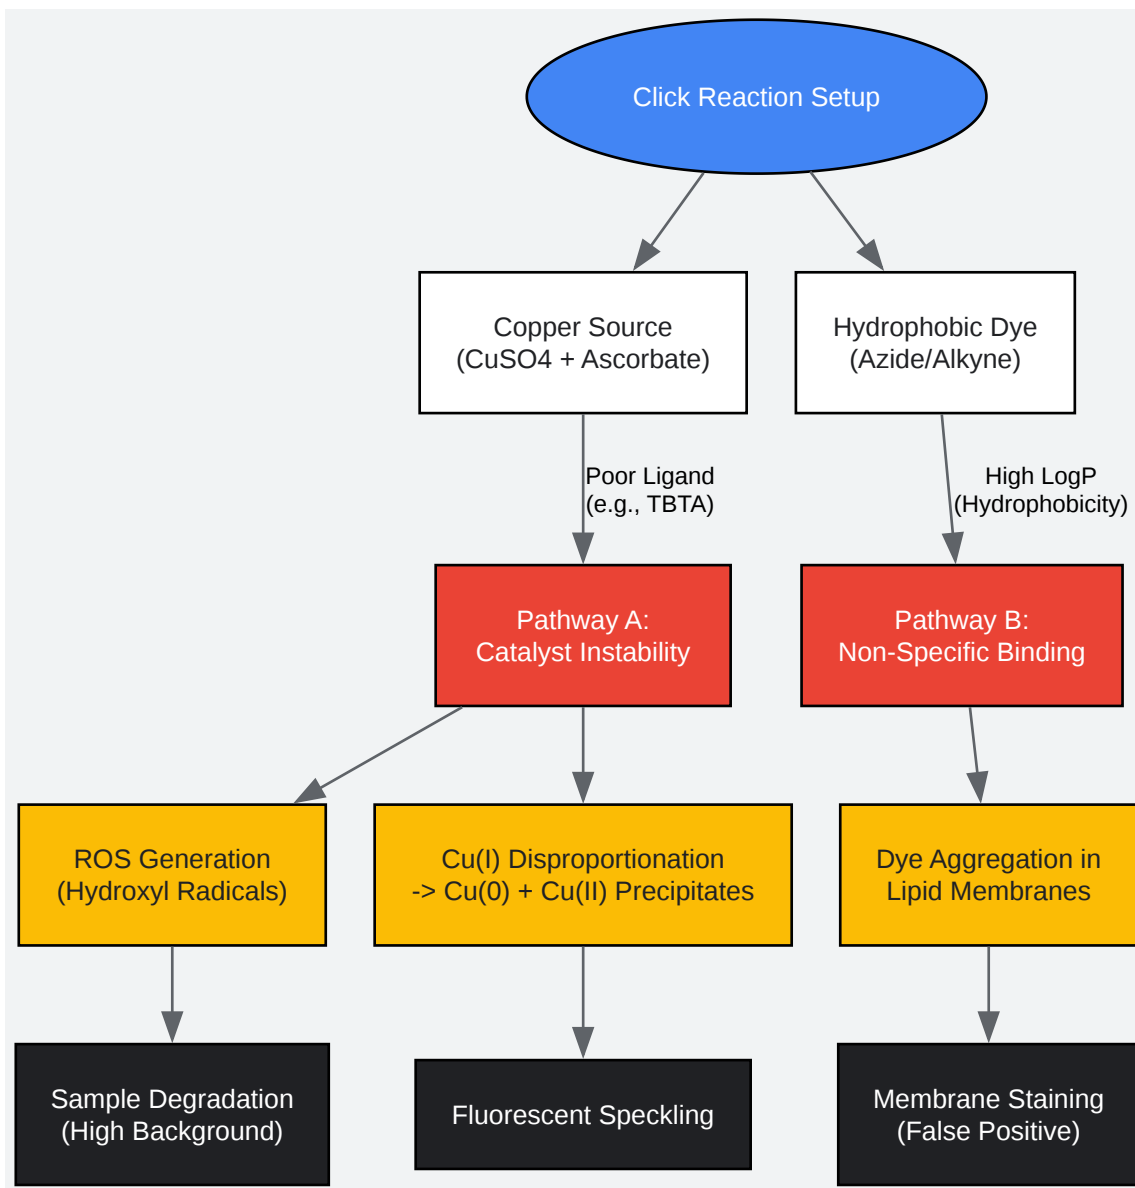 Click Reaction Setup
Copper Source
(CuSO4 + Ascorbate)
Hydrophobic Dye
(Azide/Alkyne)
Poor Ligand
(e.g., TBTA)
High LogP
(Hydrophobicity)
Pathway A:
Catalyst Instability
Pathway B:
Non-Specific Binding
ROS Generation
(Hydroxyl Radicals)
Cu(I) Disproportionation
-> Cu(0) + Cu(II) Precipitates
Dye Aggregation in
Lipid Membranes
Sample Degradation
(High Background)
Fluorescent Speckling
Membrane Staining
(False Positive)